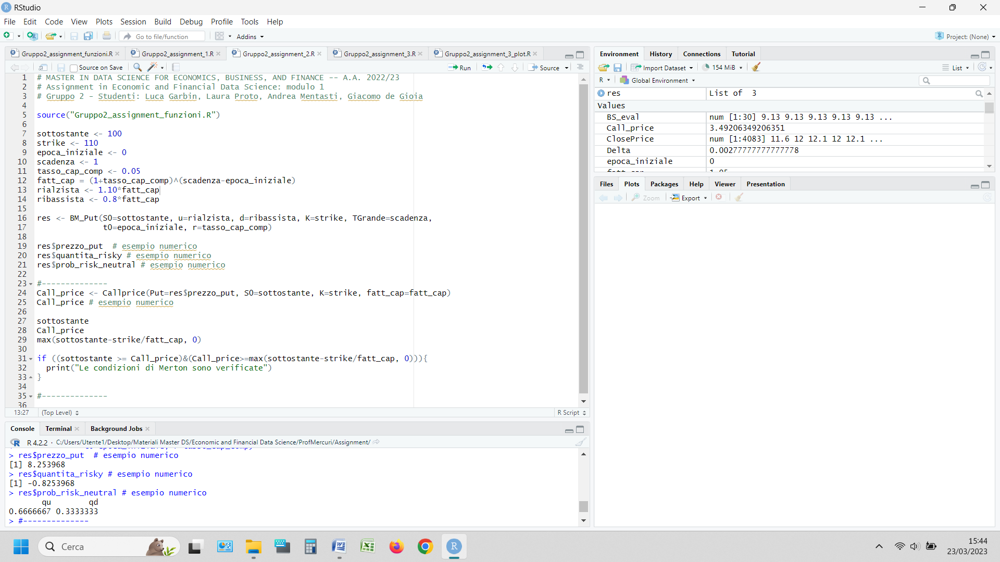 RStudio
File Edit Code View Plots Session Build Debug Profile Tools Help
Go to file/function Addins Project: (None)
Gruppo2_assignment_funzioni.R Gruppo2_assignment_1.R Gruppo2_assignment_2.R Gruppo2_assignment_3.R Gruppo2_assignment_3_plot.R
Source on Save Run Source
1 # MASTER IN DATA SCIENCE FOR ECONOMICS, BUSINESS, AND FINANCE -- A.A. 2022/23
2 # Assignment in Economic and Financial Data Science: modulo 1
3 # Gruppo 2 - Studenti: Luca Garbin, Laura Proto, Andrea Mentasti, Giacomo de Gioia
4
5 source("Gruppo2_assignment_funzioni.R")
6
7 sottostante <- 100
8 strike <- 110
9 epoca_iniziale <- 0
10 scadenza <- 1
11 tasso_cap_comp <- 0.05
12 fatt_cap = (1+tasso_cap_comp)^(scadenza-epoca_iniziale)
13 rialzista <- 1.10*fatt_cap
14 ribassista <- 0.8*fatt_cap
15
16 res <- BM_Put(S0=sottostante, u=rialzista, d=ribassista, K=strike, TGrande=scadenza,
17 t0=epoca_iniziale, r=tasso_cap_comp)
18
19 res$prezzo_put # esempio numerico
20 res$quantita_risky # esempio numerico
21 res$prob_risk_neutral # esempio numerico
22
23 #--------------
24 Call_price <- Callprice(Put=res$prezzo_put, S0=sottostante, K=strike, fatt_cap=fatt_cap)
25 Call_price # esempio numerico
26
27 sottostante
28 Call_price
29 max(sottostante-strike/fatt_cap, 0)
30
31 if ((sottostante >= Call_price)&(Call_price>=max(sottostante-strike/fatt_cap, 0))){
32 print("Le condizioni di Merton sono verificate")
33 }
34
35 #--------------
36
13:27 (Top Level) R Script
Console Terminal Background Jobs
R 4.2.2 · C:/Users/Utente1/Desktop/Materiali Master DS/Economic and Financial Data Science/ProfMercuri/Assignment/
> res$prezzo_put # esempio numerico
[1] 8.253968
> res$quantita_risky # esempio numerico
[1] -0.8253968
> res$prob_risk_neutral # esempio numerico
qu qd
0.6666667 0.3333333
> #--------------
Environment History Connections Tutorial
Import Dataset 154 MiB List
R Global Environment
res List of 3
Values
BS_eval num [1:30] 9.13 9.13 9.13 9.13 9.13 ...
Call_price 3.49206349206351
ClosePrice num [1:4083] 11.6 12 12.1 12 12.1 ...
Delta 0.00277777777777778
epoca_iniziale 0
fatt_cap 1.05
Files Plots Packages Help Viewer Presentation
Zoom Export
Cerca
15:44
23/03/2023